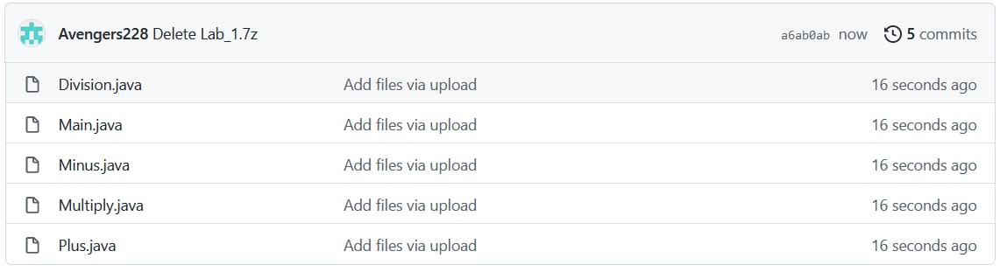 Avengers228 Delete Lab_1.7z a6ab0ab now 5 commits
Division.java Add files via upload 16 seconds ago
Main.java Add files via upload 16 seconds ago
Minus.java Add files via upload 16 seconds ago
Multiply.java Add files via upload 16 seconds ago
Plus.java Add files via upload 16 seconds ago